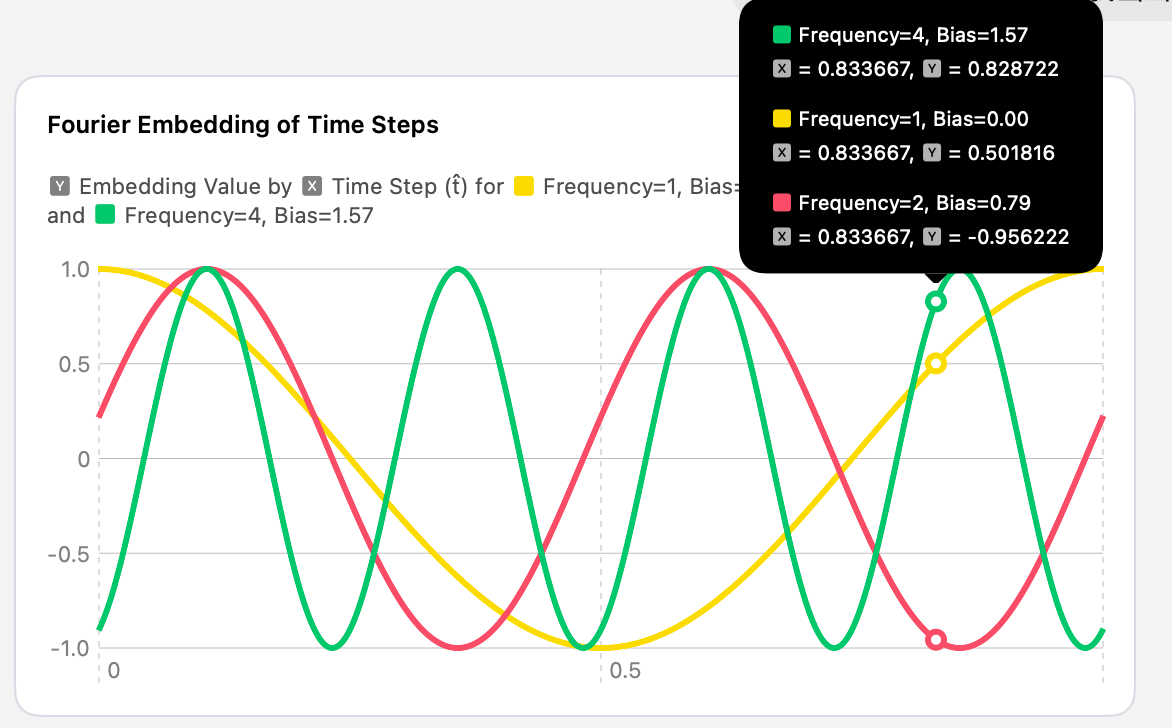 Frequency=4, Bias=1.57
X = 0.833667, Y = 0.828722
Frequency=1, Bias=0.00
X = 0.833667, Y = 0.501816
Frequency=2, Bias=0.79
X = 0.833667, Y = -0.956222
Fourier Embedding of Time Steps
Y Embedding Value by X Time Step (t̂) for Frequency=1, Bias=
and Frequency=4, Bias=1.57
1.0
0.5
0
-0.5
-1.0
0
0.5